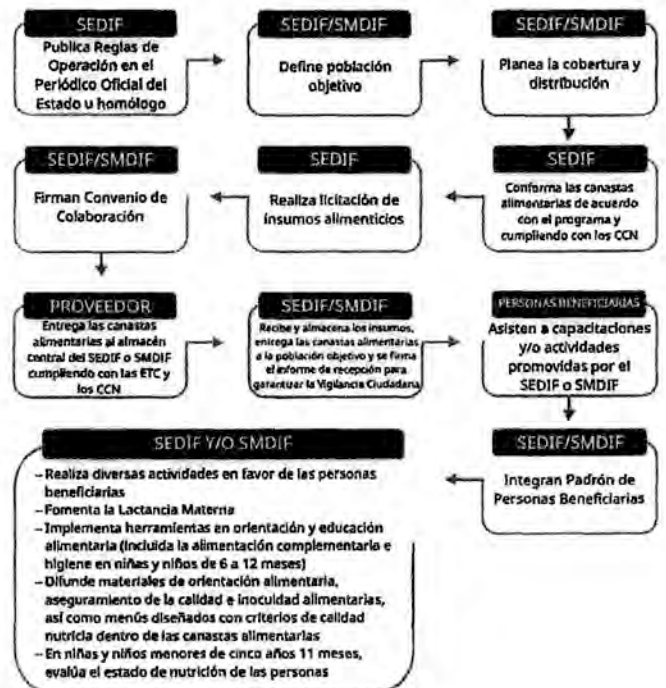 SEDIF
Publica Reglas de
Operación en el
Periódico Oficial del
Estado u homólogo
SEDIF/SMDIF
Define población
objetivo
SEDIF/SMDIF
Planea la cobertura y
distribución
SEDIF
Conforma las canastas
alimentarias de acuerdo
con el programa y
cumpliendo con los CCN
SEDIF
Realiza licitación de
insumos alimenticios
SEDIF/SMDIF
Firman Convenio de
Colaboración
PROVEEDOR
Entrega las canastas
alimentarias al almacén
central del SEDIF o SMDIF
cumpliendo con las ETC y
los CCN
SEDIF/SMDIF
Recibe y almacena los insumos,
entrega las canastas alimentarias
a la población objetivo y se firma
el informe de recepción para
garantizar la Vigilancia Ciudadana
PERSONAS BENEFICIARIAS
Asisten a capacitaciones
y/o actividades
promovidas por el
SEDIF o SMDIF
SEDIF/SMDIF
Integran Padrón de
Personas Beneficiarias
SEDIF Y/O SMDIF
– Realiza diversas actividades en favor de las personas
beneficiarias
– Fomenta la Lactancia Materna
– Implementa herramientas en orientación y educación
alimentaria (incluida la alimentación complementaria e
higiene en niñas y niños de 6 a 12 meses)
– Difunde materiales de orientación alimentaria,
aseguramiento de la calidad e inocuidad alimentarias,
así como menús diseñados con criterios de calidad
nutricia dentro de las canastas alimentarias
– En niñas y niños menores de cinco años 11 meses,
evalúa el estado de nutrición de las personas